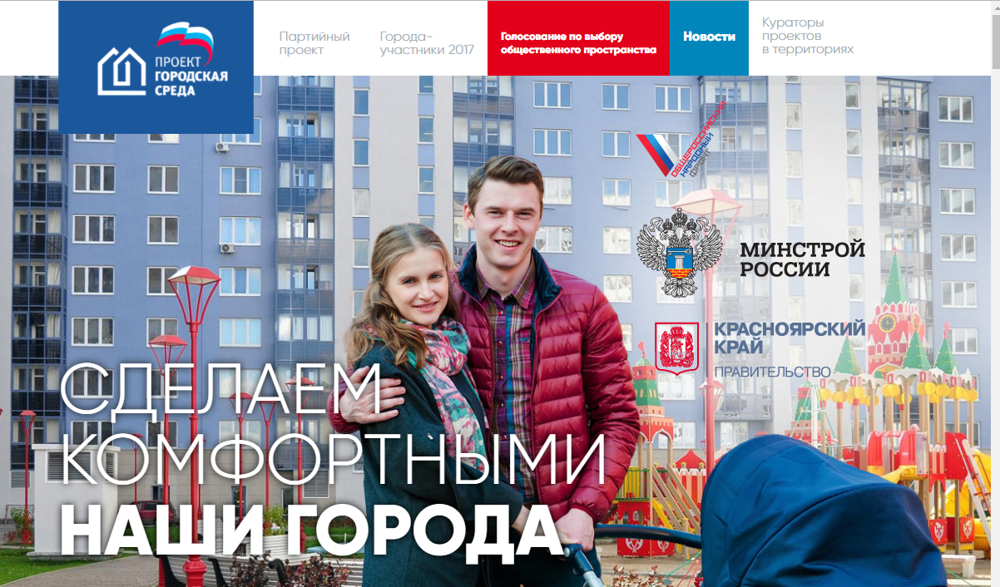 ПРОЕКТ
ГОРОДСКАЯ
СРЕДА
Партийный
проект
Города-
участники 2017
Голосование по выбору
общественного пространства
Новости
Кураторы
проектов
в территориях
ОБЩЕРОССИЙСКИЙ
НАРОДНЫЙ
ФРОНТ
МИНСТРОЙ
РОССИИ
КРАСНОЯРСКИЙ
КРАЙ
ПРАВИТЕЛЬСТВО
СДЕЛАЕМ
КОМФОРТНЫМИ
НАШИ ГОРОДА